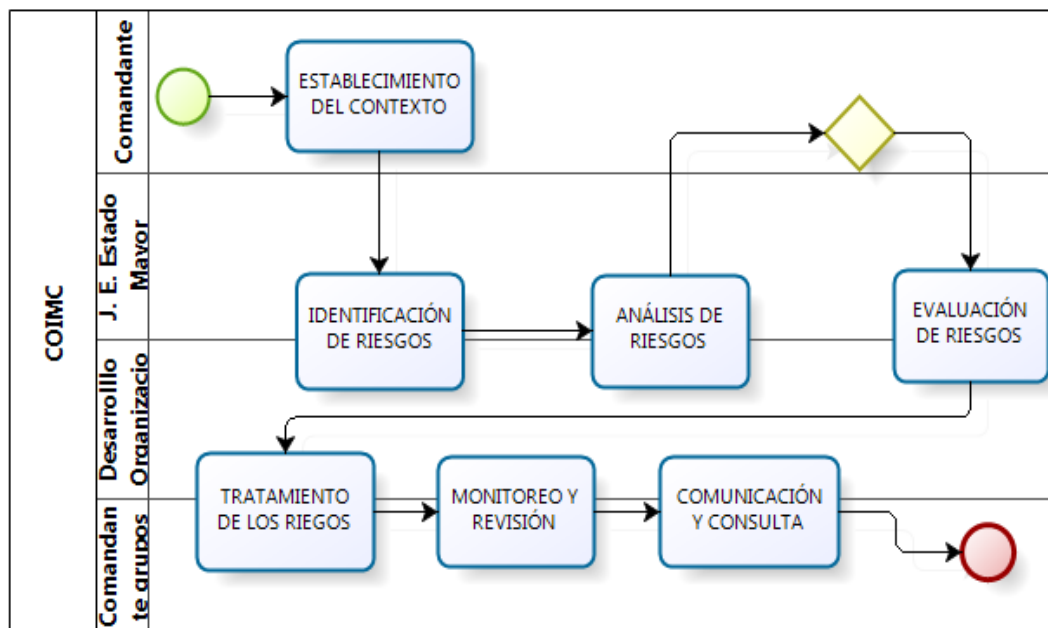 COIMC
Comandante
J. E. Estado
Mayor
Desarrolllo
Organizacio
Comandan
te grupos
ESTABLECIMIENTO
DEL CONTEXTO
IDENTIFICACIÓN
DE RIESGOS
ANÁLISIS DE
RIESGOS
EVALUACIÓN
DE RIESGOS
TRATAMIENTO
DE LOS RIEGOS
MONITOREO Y
REVISIÓN
COMUNICACIÓN
Y CONSULTA